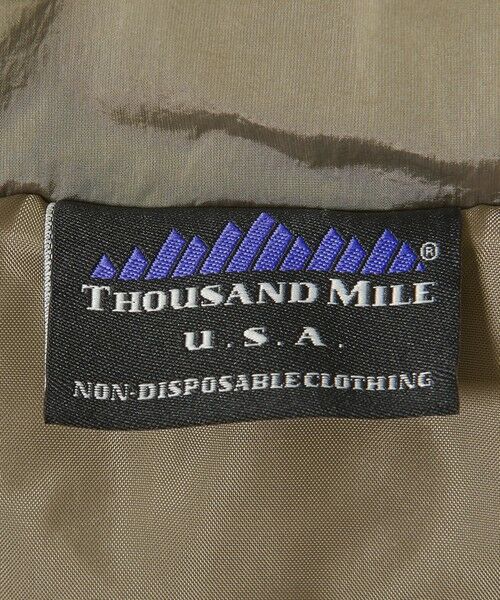 ®
THOUSAND MILE
U.S.A.
NON-DISPOSABLE CLOTHING